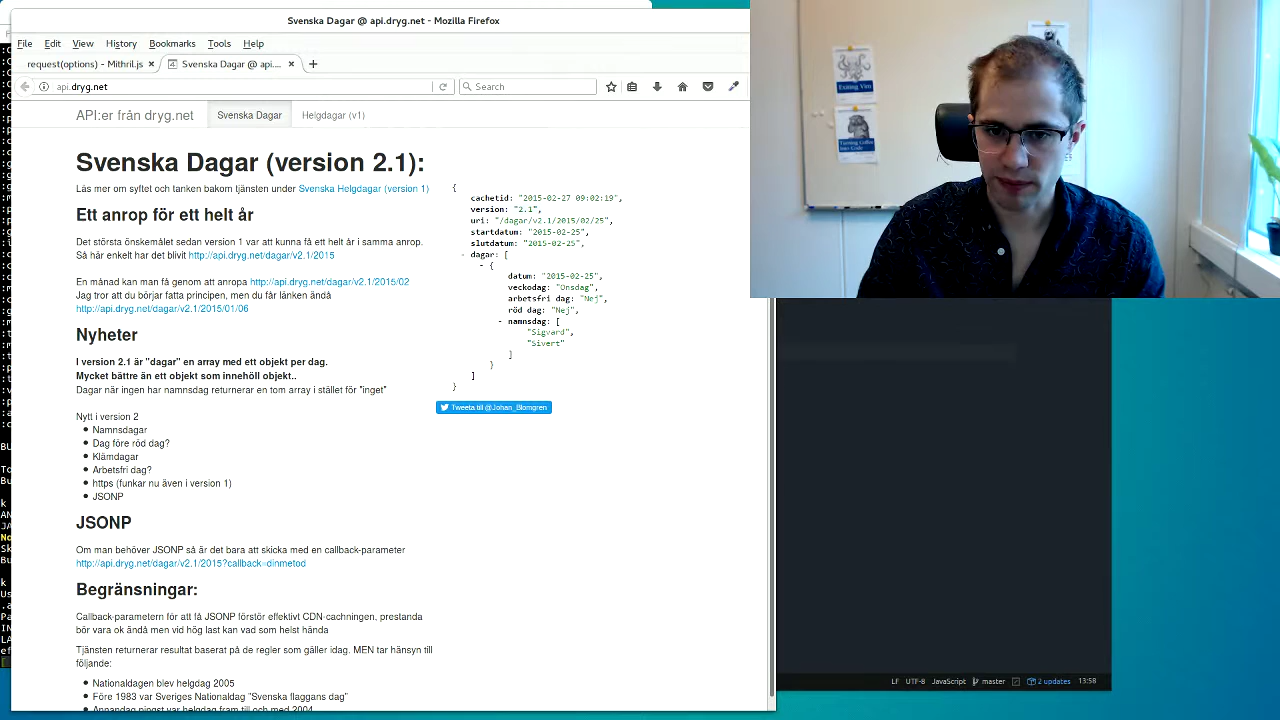 Svenska Dagar @ api.dryg.net - Mozilla Firefox
File Edit View History Bookmarks Tools Help
request(options) - Mithril.js
Svenska Dagar @ api....
api.dryg.net
Search
API:er från dryg.net
Svenska Dagar
Helgdagar (v1)
Svenska Dagar (version 2.1):
Läs mer om syftet och tanken bakom tjänsten under Svenska Helgdagar (version 1)
Ett anrop för ett helt år
Det största önskemålet sedan version 1 var att kunna få ett helt år i samma anrop.
Så här enkelt har det blivit http://api.dryg.net/dagar/v2.1/2015
En månad kan man få genom att anropa http://api.dryg.net/dagar/v2.1/2015/02
Jag tror att du börjar fatta principen, men du får länken ändå
http://api.dryg.net/dagar/v2.1/2015/01/06
Nyheter
I version 2.1 är "dagar" en array med ett objekt per dag.
Mycket bättre än ett objekt som innehöll objekt..
Dagar när ingen har namnsdag returnerar en tom array i stället för "inget"
Nytt i version 2
Namnsdagar
Dag före röd dag?
Klämdagar
Arbetsfri dag?
https (funkar nu även i version 1)
JSONP
JSONP
Om man behöver JSONP så är det bara att skicka med en callback-parameter
http://api.dryg.net/dagar/v2.1/2015?callback=dinmetod
Begränsningar:
Callback-parametern för att få JSONP förstör effektivt CDN-cachningen, prestanda
bör vara ok ändå men vid hög last kan vad som helst hända
Tjänsten returnerar resultat baserat på de regler som gäller idag. MEN tar hänsyn till
följande:
Nationaldagen blev helgdag 2005
Före 1983 var Sveriges Nationaldag "Svenska flaggans dag"
Annandag pingst var helgdag fram till och med 2004
{
cachetid: "2015-02-27 09:02:19",
version: "2.1",
uri: "/dagar/v2.1/2015/02/25",
startdatum: "2015-02-25",
slutdatum: "2015-02-25",
- dagar: [
- {
datum: "2015-02-25",
veckodag: "Onsdag",
arbetsfri dag: "Nej",
röd dag: "Nej",
- namnsdag: [
"Sigvard",
"Sivert"
]
}
]
}
Tweeta till @Johan_Blomgren
Exiting Vim
Turning Coffee
Into Code
LF UTF-8 JavaScript master 2 updates 13:58